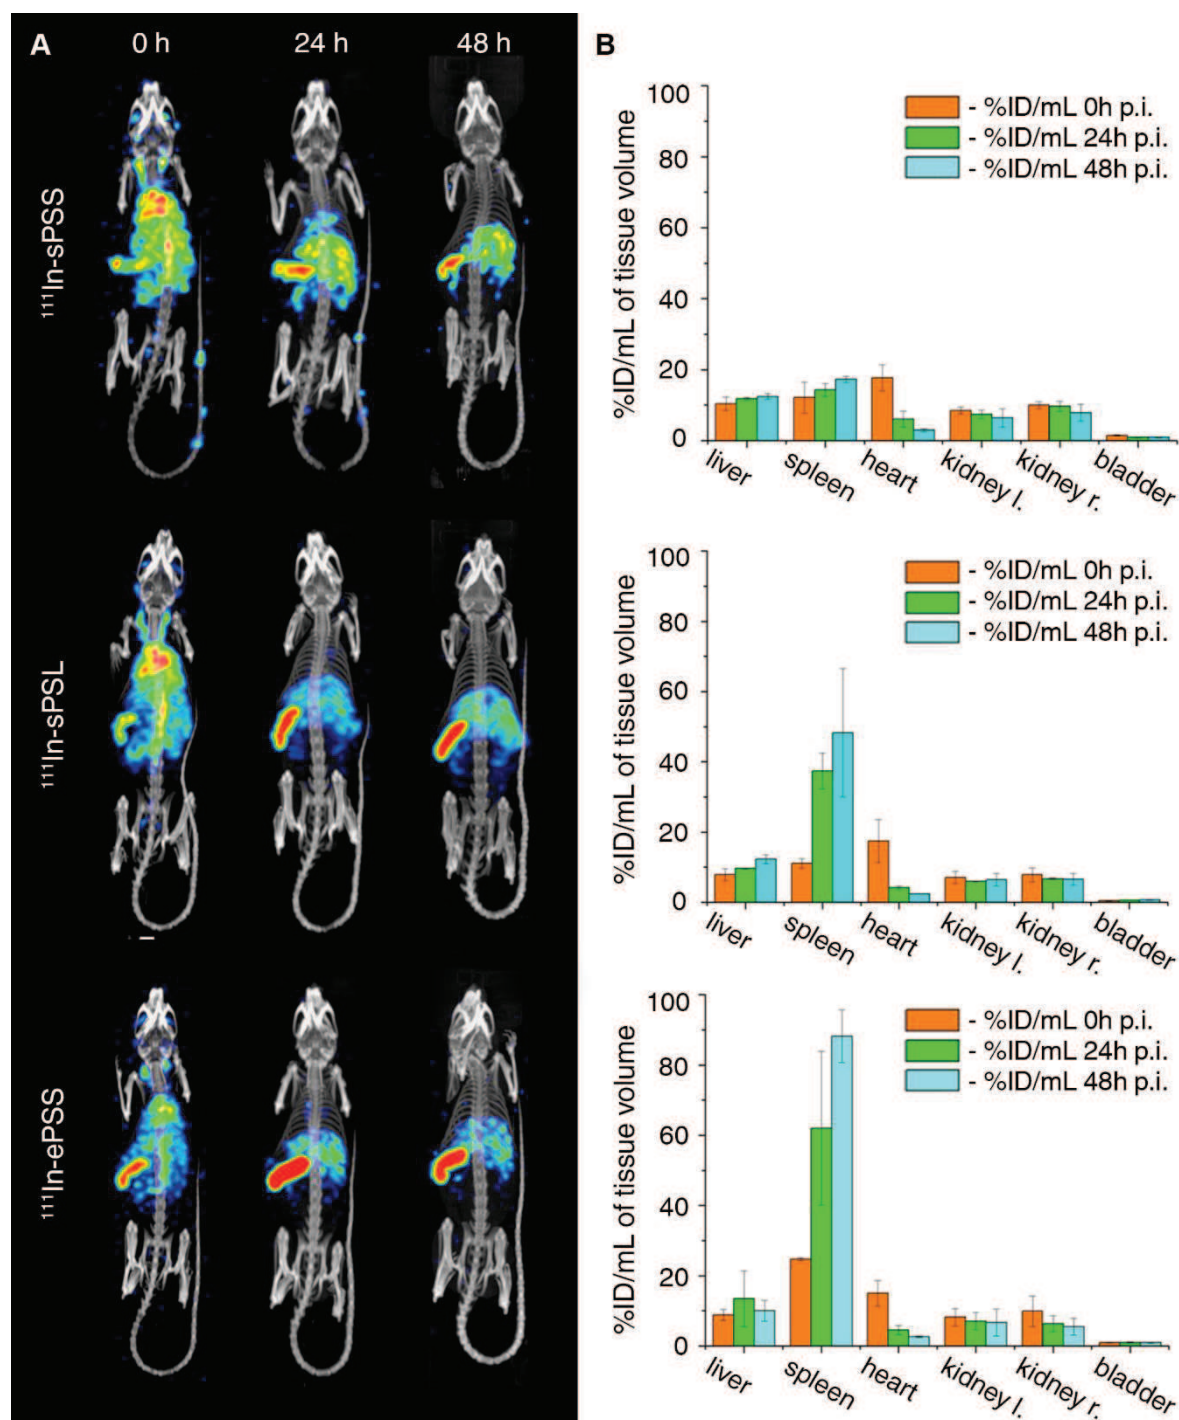 A
0 h
24 h
48 h
¹¹¹In-sPSS
¹¹¹In-sPSL
¹¹¹In-ePSS
B
%ID/mL of tissue volume
100
80
60
40
20
0
- %ID/mL 0h p.i.
- %ID/mL 24h p.i.
- %ID/mL 48h p.i.
liver
spleen
heart
kidney l.
kidney r.
bladder
%ID/mL of tissue volume
100
80
60
40
20
0
- %ID/mL 0h p.i.
- %ID/mL 24h p.i.
- %ID/mL 48h p.i.
liver
spleen
heart
kidney l.
kidney r.
bladder
%ID/mL of tissue volume
100
80
60
40
20
0
- %ID/mL 0h p.i.
- %ID/mL 24h p.i.
- %ID/mL 48h p.i.
liver
spleen
heart
kidney l.
kidney r.
bladder